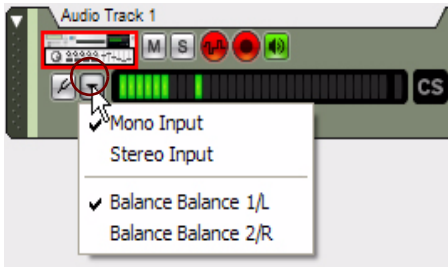 Audio Track 1
M S
CS
Mono Input
Stereo Input
Balance Balance 1/L
Balance Balance 2/R